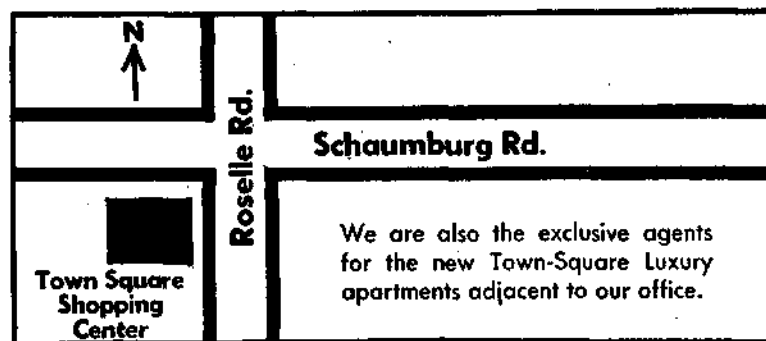 N
Roselle Rd.
Schaumburg Rd.
Town Square
Shopping
Center
We are also the exclusive agents
for the new Town-Square Luxury
apartments adjacent to our office.